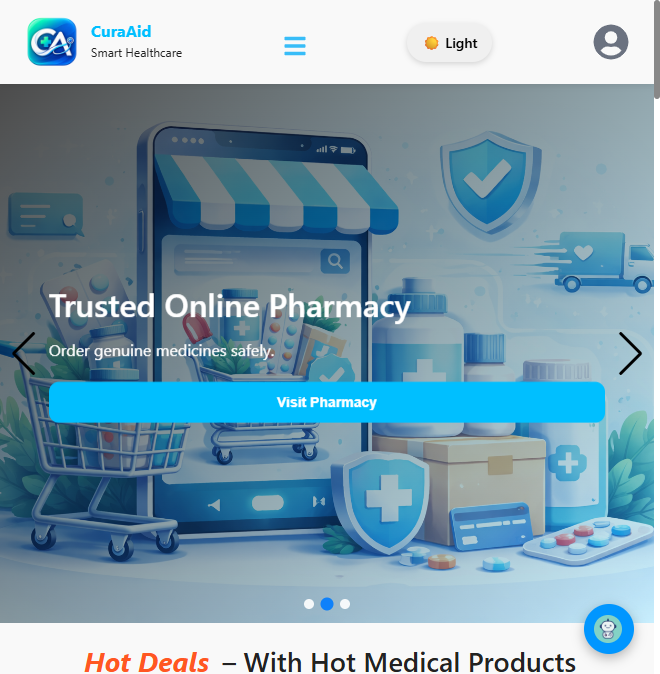 CuraAid
Smart Healthcare
Light
Trusted Online Pharmacy
Order genuine medicines safely.
Visit Pharmacy
Hot Deals – With Hot Medical Products